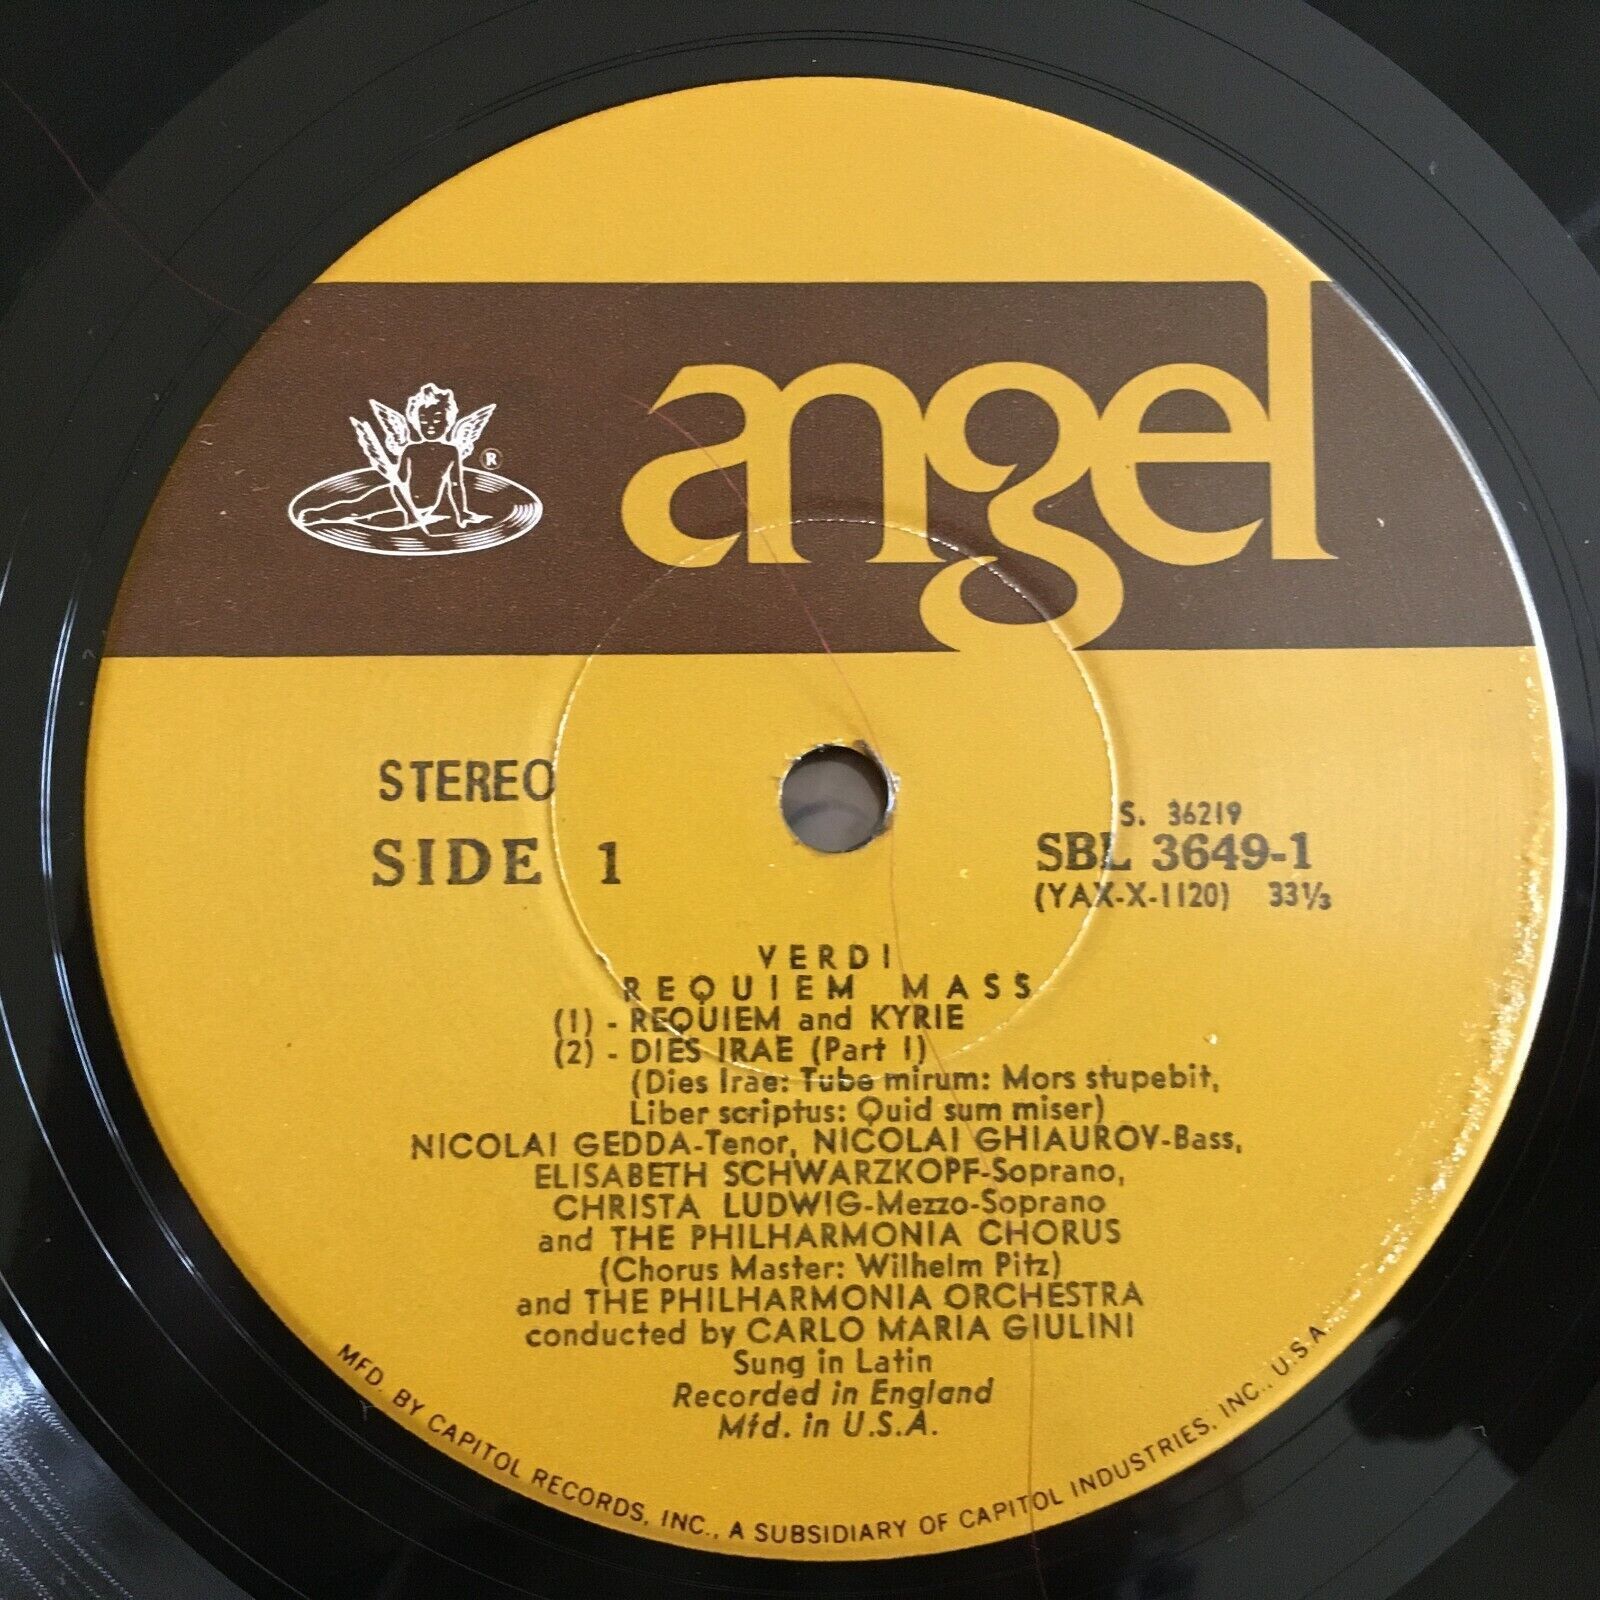 ®
angel
STEREO
SIDE 1
S. 36219
SBL 3649-1
(YAX-X-1120) 33⅓
VERDI
REQUIEM MASS
(1) - REQUIEM and KYRIE
(2) - DIES IRAE (Part I)
(Dies Irae: Tuba mirum: Mors stupebit,
Liber scriptus: Quid sum miser)
NICOLAI GEDDA-Tenor, NICOLAI GHIAUROV-Bass,
ELISABETH SCHWARZKOPF-Soprano,
CHRISTA LUDWIG-Mezzo-Soprano
and THE PHILHARMONIA CHORUS
(Chorus Master: Wilhelm Pitz)
and THE PHILHARMONIA ORCHESTRA
conducted by CARLO MARIA GIULINI
Sung in Latin
Recorded in England
Mfd. in U.S.A.
MFD. BY CAPITOL RECORDS, INC., A SUBSIDIARY OF CAPITOL INDUSTRIES, INC., U.S.A.